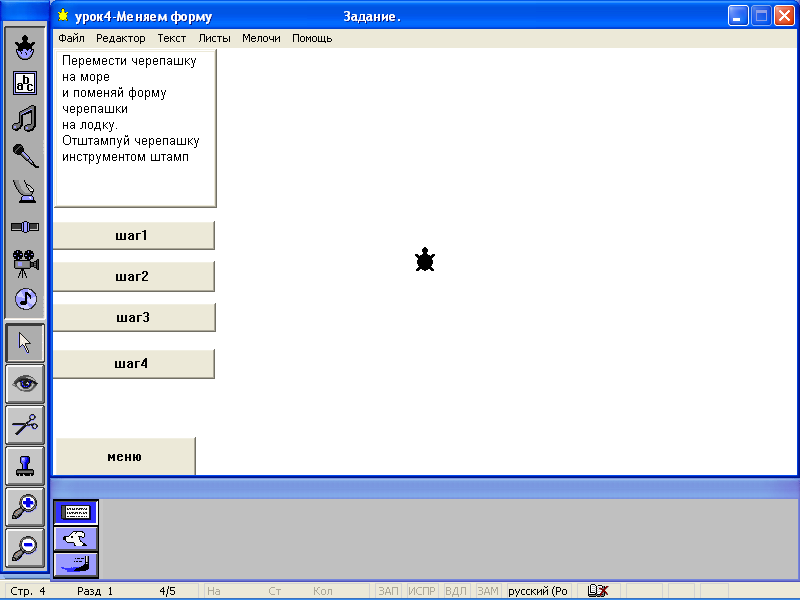 урок4-Меняем форму Задание.
Файл Редактор Текст Листы Мелочи Помощь
Перемести черепашку
на море
и поменяй форму
черепашки
на лодку.
Отштампуй черепашку
инструментом штамп
abc
шаг1
шаг2
шаг3
шаг4
меню
Стр. 4 Разд 1 4/5 На Ст Кол ЗАП ИСПР ВДЛ ЗАМ русский (Ро